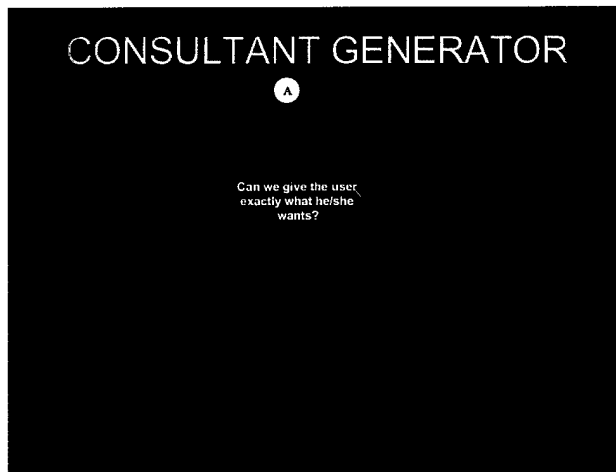 CONSULTANT GENERATOR
A
Can we give the user
exactly what he/she
wants?